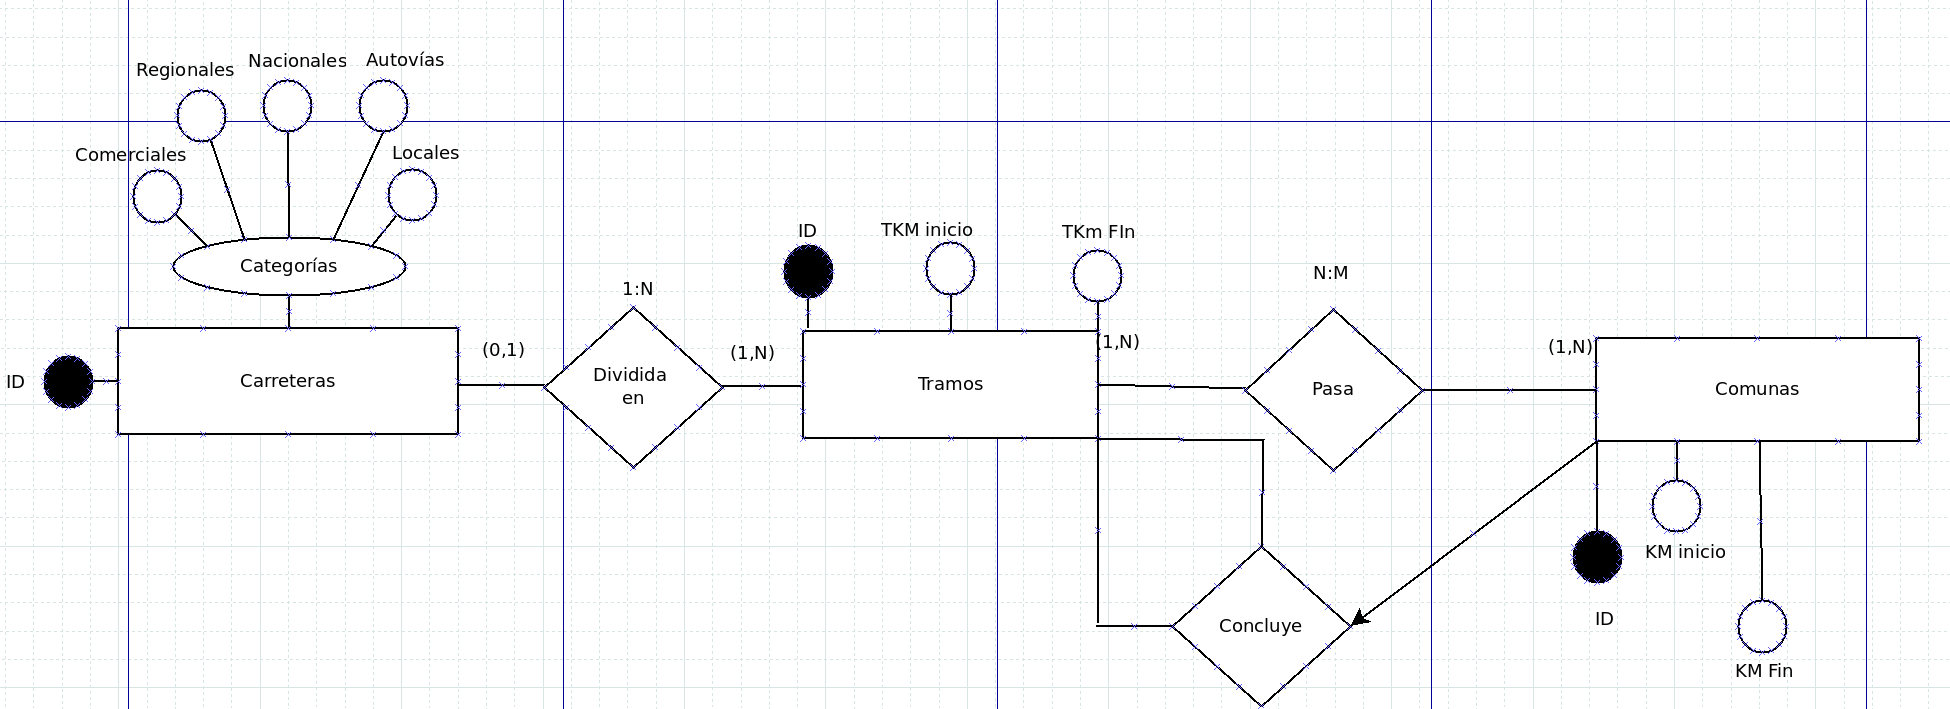 Nacionales
Autovías
Regionales
Comerciales
Locales
Categorías
ID
TKM inicio
TKm FIn
N:M
1:N
(0,1)
(1,N)
(1,N)
(1,N)
ID
Carreteras
Dividida
en
Tramos
Pasa
Comunas
KM inicio
Concluye
ID
KM Fin